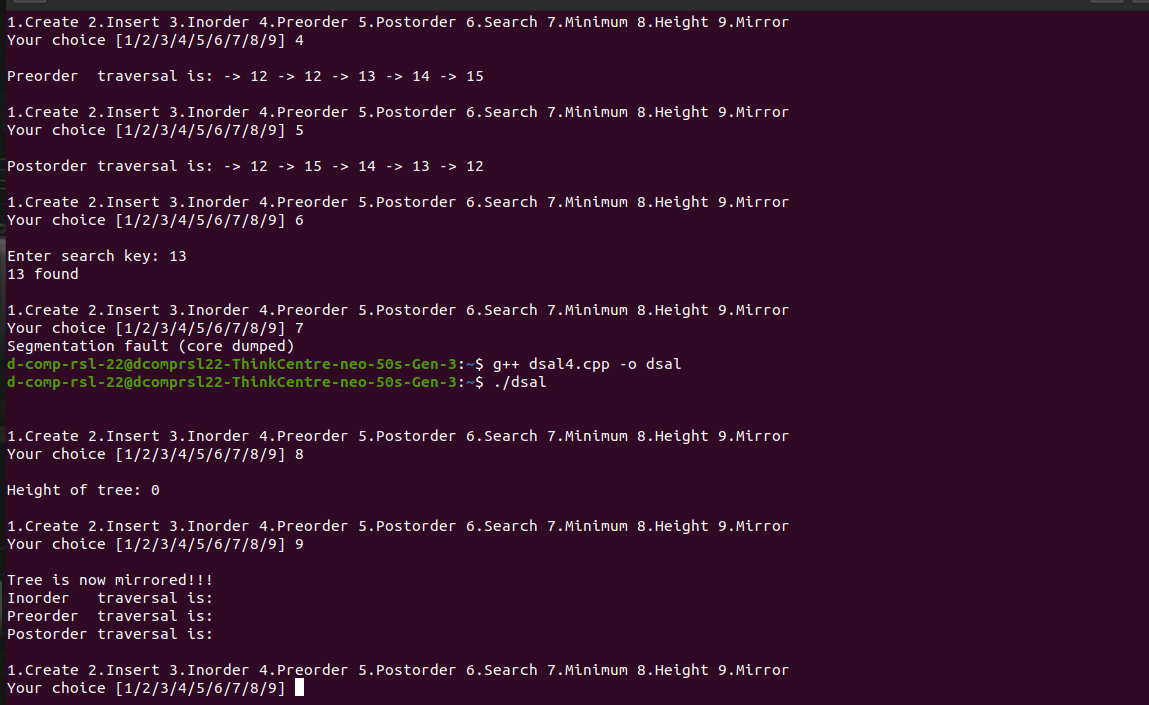 1.Create 2.Insert 3.Inorder 4.Preorder 5.Postorder 6.Search 7.Minimum 8.Height 9.Mirror
Your choice [1/2/3/4/5/6/7/8/9] 4
Preorder  traversal is: -> 12 -> 12 -> 13 -> 14 -> 15
1.Create 2.Insert 3.Inorder 4.Preorder 5.Postorder 6.Search 7.Minimum 8.Height 9.Mirror
Your choice [1/2/3/4/5/6/7/8/9] 5
Postorder traversal is: -> 12 -> 15 -> 14 -> 13 -> 12
1.Create 2.Insert 3.Inorder 4.Preorder 5.Postorder 6.Search 7.Minimum 8.Height 9.Mirror
Your choice [1/2/3/4/5/6/7/8/9] 6
Enter search key: 13
13 found
1.Create 2.Insert 3.Inorder 4.Preorder 5.Postorder 6.Search 7.Minimum 8.Height 9.Mirror
Your choice [1/2/3/4/5/6/7/8/9] 7
Segmentation fault (core dumped)
d-comp-rsl-22@dcomprsl22-ThinkCentre-neo-50s-Gen-3:~$ g++ dsal4.cpp -o dsal
d-comp-rsl-22@dcomprsl22-ThinkCentre-neo-50s-Gen-3:~$ ./dsal
1.Create 2.Insert 3.Inorder 4.Preorder 5.Postorder 6.Search 7.Minimum 8.Height 9.Mirror
Your choice [1/2/3/4/5/6/7/8/9] 8
Height of tree: 0
1.Create 2.Insert 3.Inorder 4.Preorder 5.Postorder 6.Search 7.Minimum 8.Height 9.Mirror
Your choice [1/2/3/4/5/6/7/8/9] 9
Tree is now mirrored!!!
Inorder   traversal is:
Preorder  traversal is:
Postorder traversal is:
1.Create 2.Insert 3.Inorder 4.Preorder 5.Postorder 6.Search 7.Minimum 8.Height 9.Mirror
Your choice [1/2/3/4/5/6/7/8/9]